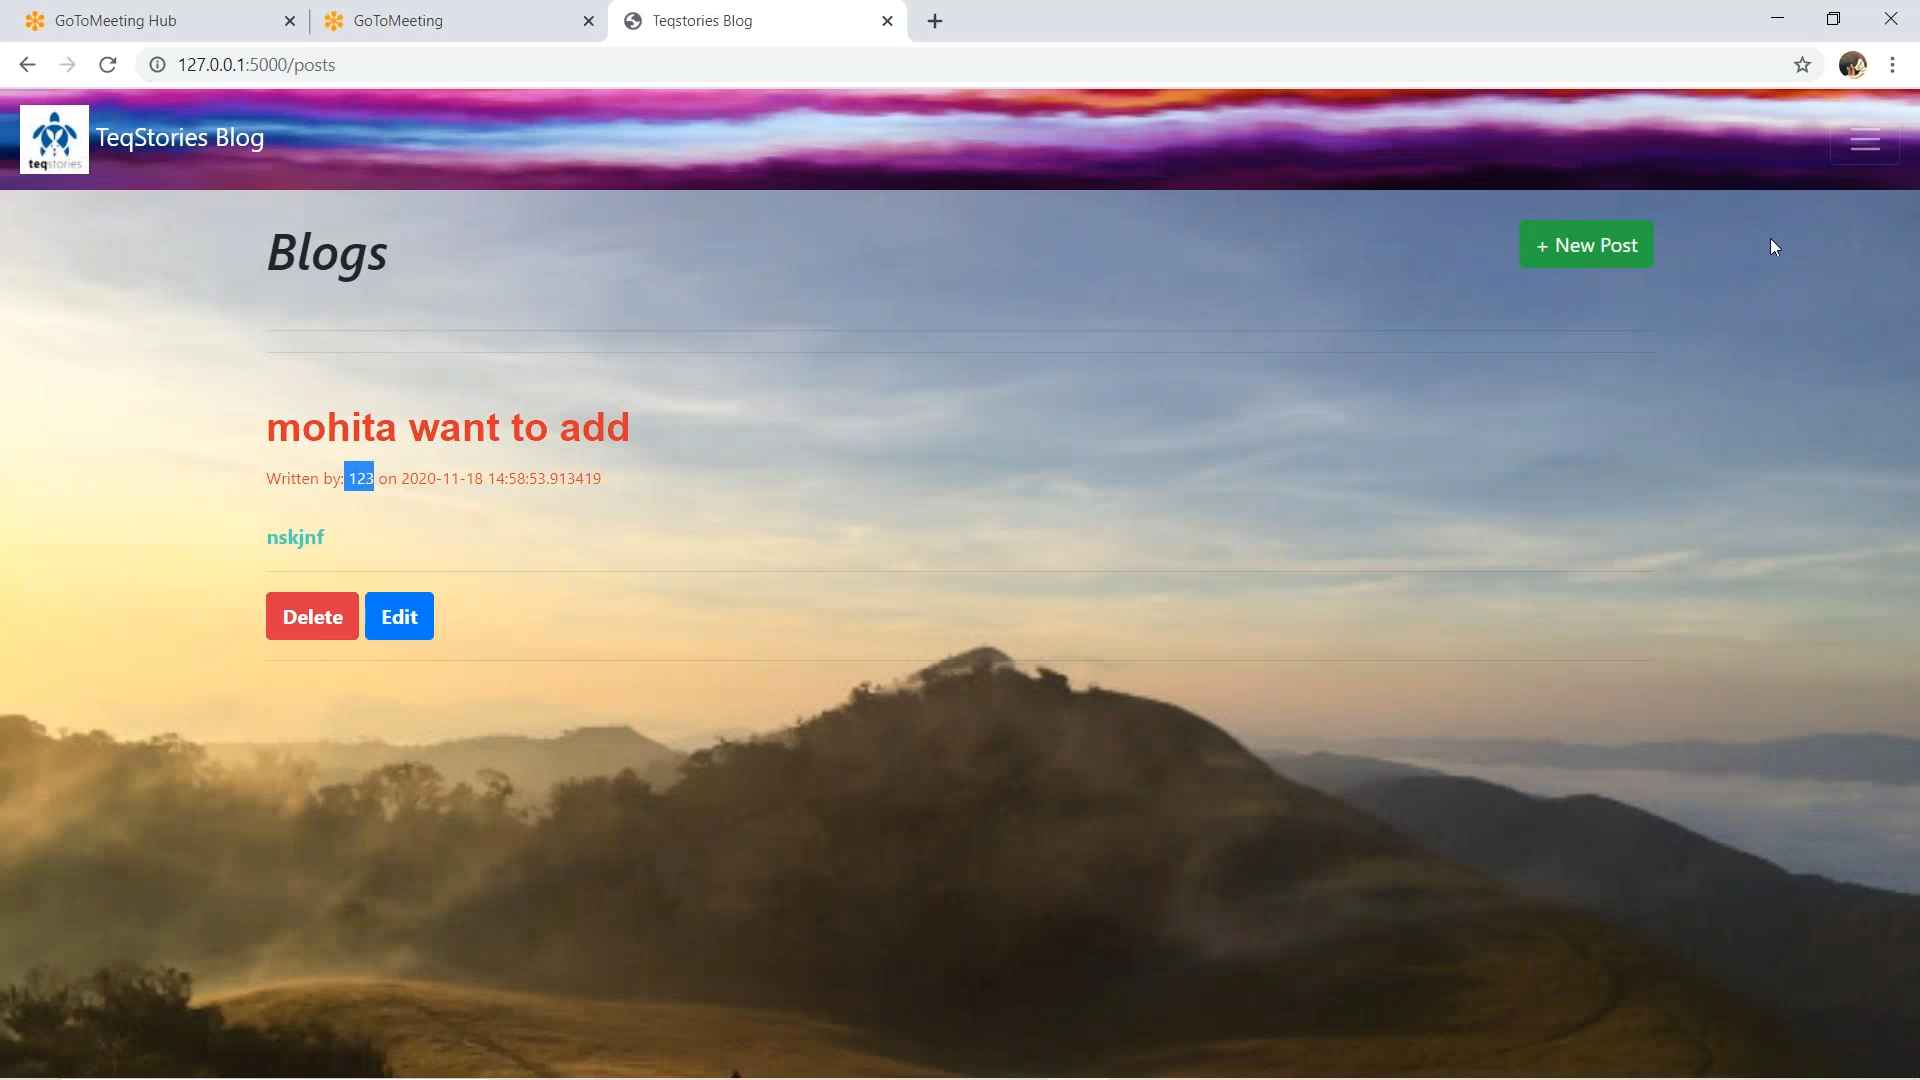 GoToMeeting Hub
GoToMeeting
Teqstories Blog
127.0.0.1:5000/posts
teqstories
TeqStories Blog
Blogs
+ New Post
mohita want to add
Written by: 123 on 2020-11-18 14:58:53.913419
nskjnf
Delete
Edit